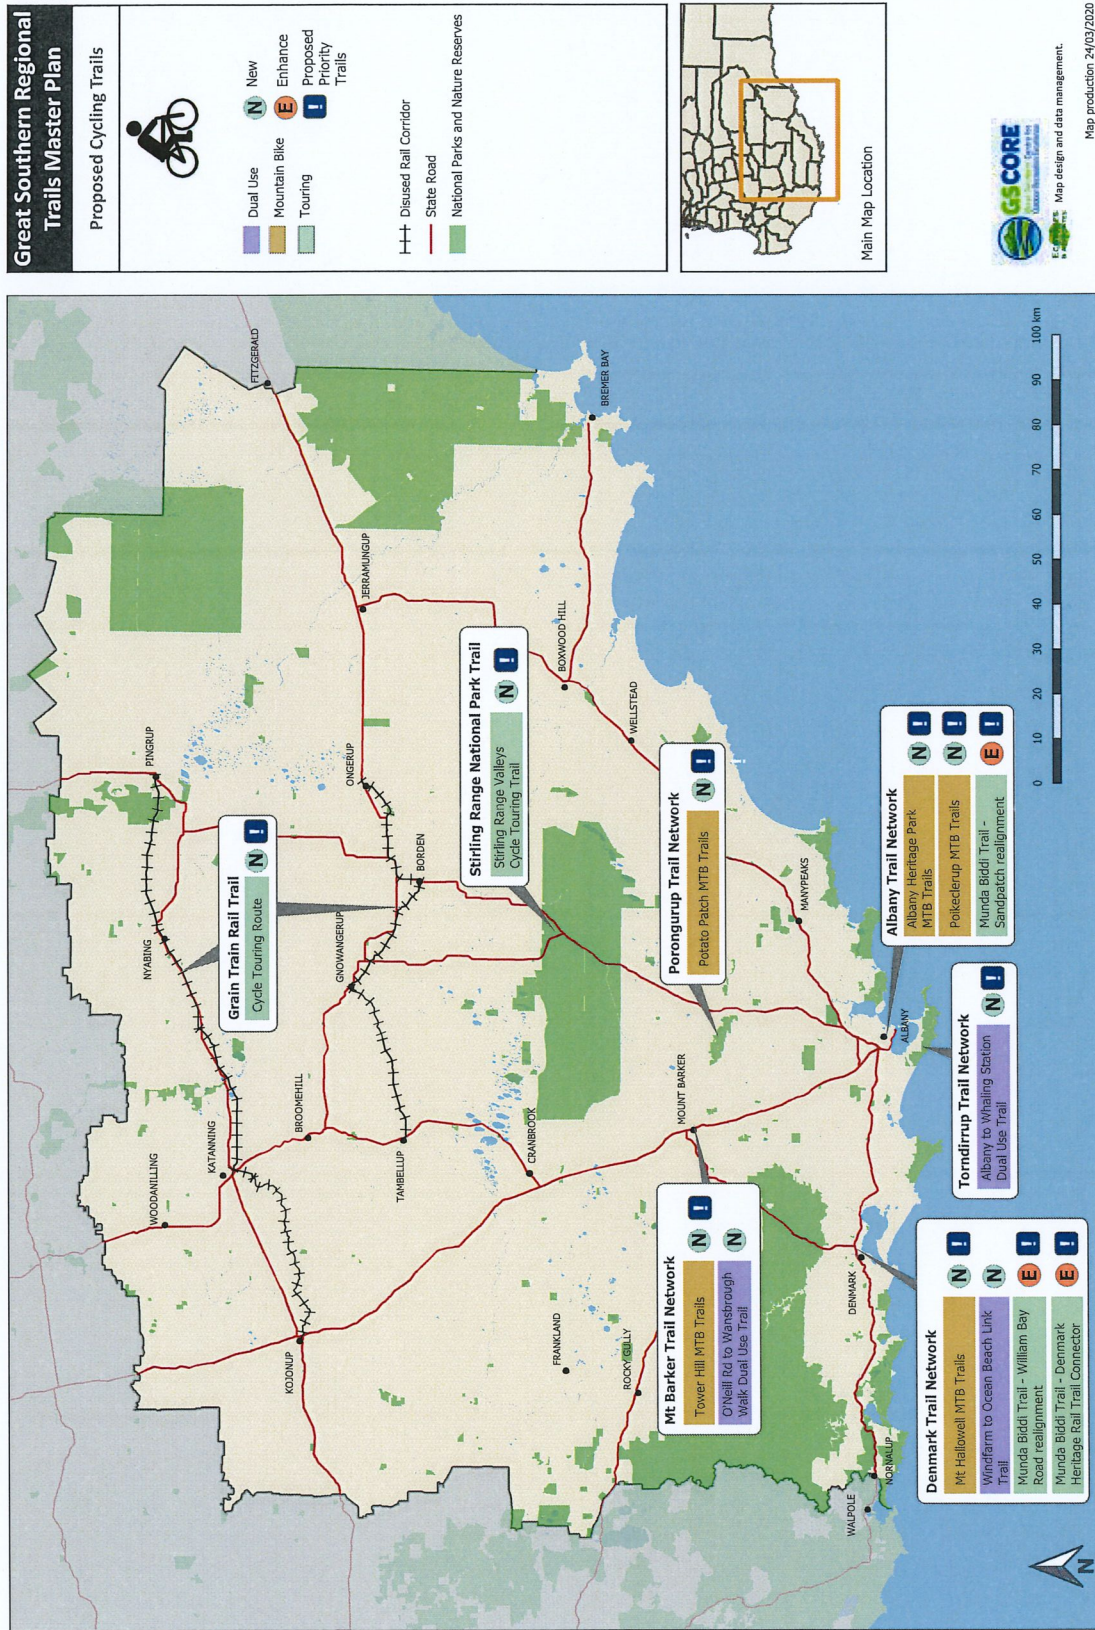 Great Southern Regional
Trails Master Plan
Proposed Cycling Trails
Dual Use
Mountain Bike
Touring
N New
E Enhance
! Proposed
Priority
Trails
Disused Rail Corridor
State Road
National Parks and Nature Reserves
Main Map Location
GSCORE
Map design and data management.
Map production 24/03/2020
FITZGERALD
BREMER BAY
JERRAMUNGUP
BOXWOOD HILL
WELLSTEAD
PINGRUP
ONGERUP
NYABING
BORDEN
GNOWANGERUP
MANYPEAKS
KATANNING
WOODANILLING
BROOMEHILL
TAMBELLUP
CRANBROOK
MOUNT BARKER
ALBANY
KOJONUP
FRANKLAND
ROCKY GULLY
DENMARK
NORNALUP
WALPOLE
Grain Train Rail Trail
Cycle Touring Route
N !
Stirling Range National Park Trail
Stirling Range Valleys
Cycle Touring Trail
N !
Porongurup Trail Network
Potato Patch MTB Trails
N !
Albany Trail Network
Albany Heritage Park
MTB Trails
N !
Poikeclerup MTB Trails
N !
Munda Biddi Trail -
Sandpatch realignment
E !
Torndirrup Trail Network
Albany to Whaling Station
Dual Use Trail
N !
Mt Barker Trail Network
Tower Hill MTB Trails
N !
O'Neill Rd to Wansbrough
Walk Dual Use Trail
N
Denmark Trail Network
Mt Hallowell MTB Trails
N !
Windfarm to Ocean Beach Link
Trail
N !
Munda Biddi Trail - William Bay
Road realignment
E !
Munda Biddi Trail - Denmark
Heritage Rail Trail Connector
E !
0 10 20 30 40 50 60 70 80 90 100 km
N